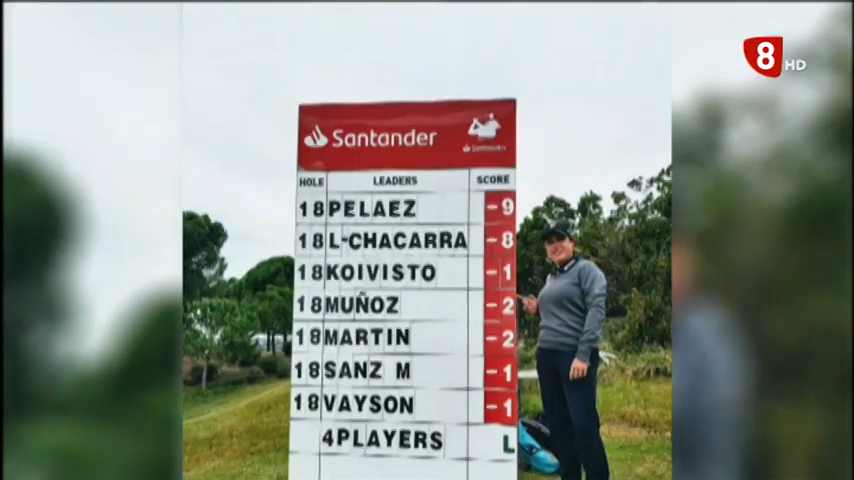 8 HD
Santander
Santander
HOLE LEADERS SCORE
18 PELAEZ -9
18 L-CHACARRA -8
18 KOIVISTO -1
18 MUÑOZ -2
18 MARTIN -2
18 SANZ M -1
18 VAYSON -1
4 PLAYERS L